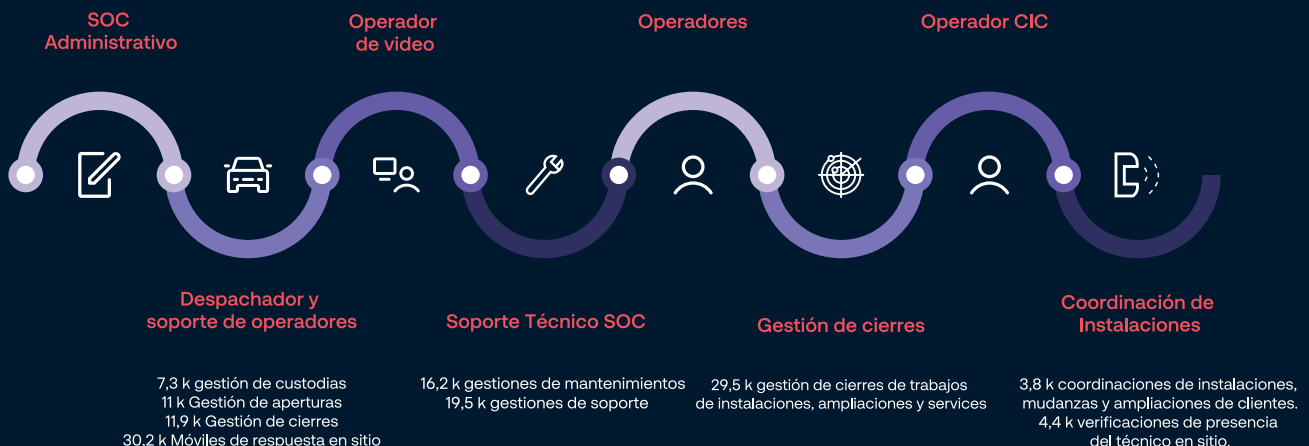 SOC
Administrativo
Operador
de video
Operadores
Operador CIC
Despachador y
soporte de operadores
Soporte Técnico SOC
Gestión de cierres
Coordinación de
Instalaciones
7,3 k gestión de custodias
11 k Gestión de aperturas
11,9 k Gestión de cierres
30,2 k Móviles de respuesta en sitio
16,2 k gestiones de mantenimientos
19,5 k gestiones de soporte
29,5 k gestión de cierres de trabajos
de instalaciones, ampliaciones y services
3,8 k coordinaciones de instalaciones,
mudanzas y ampliaciones de clientes.
4,4 k verificaciones de presencia
del técnico en sitio.